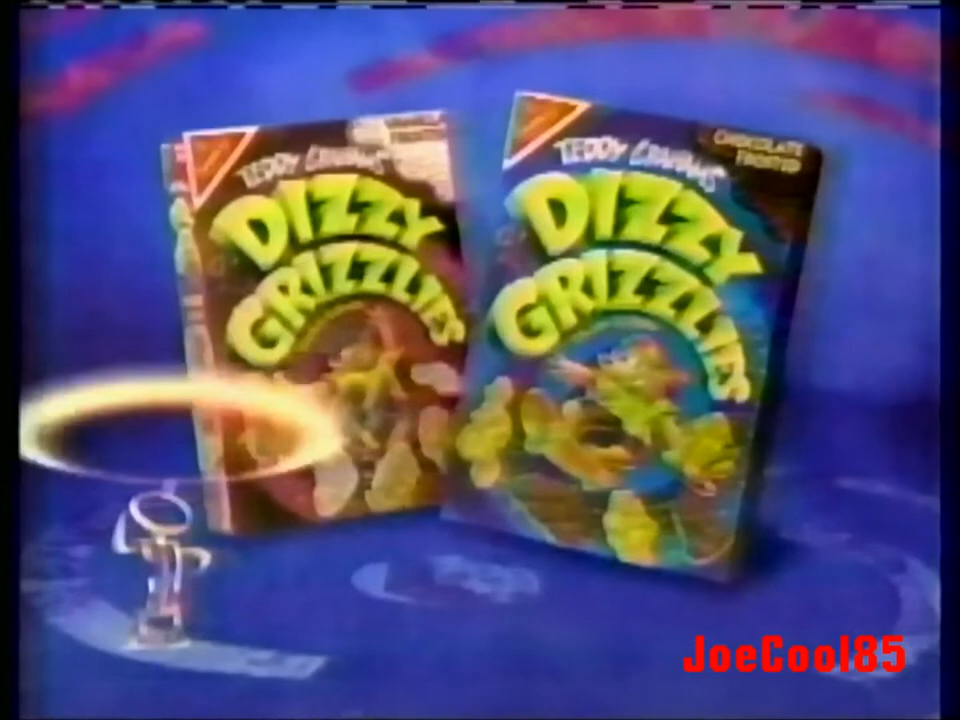 TEDDY GRAHAMS
DIZZY
GRIZZLIES
TEDDY GRAHAMS
CHOCOLATE
FROSTED
DIZZY
GRIZZLIES
JoeCool85